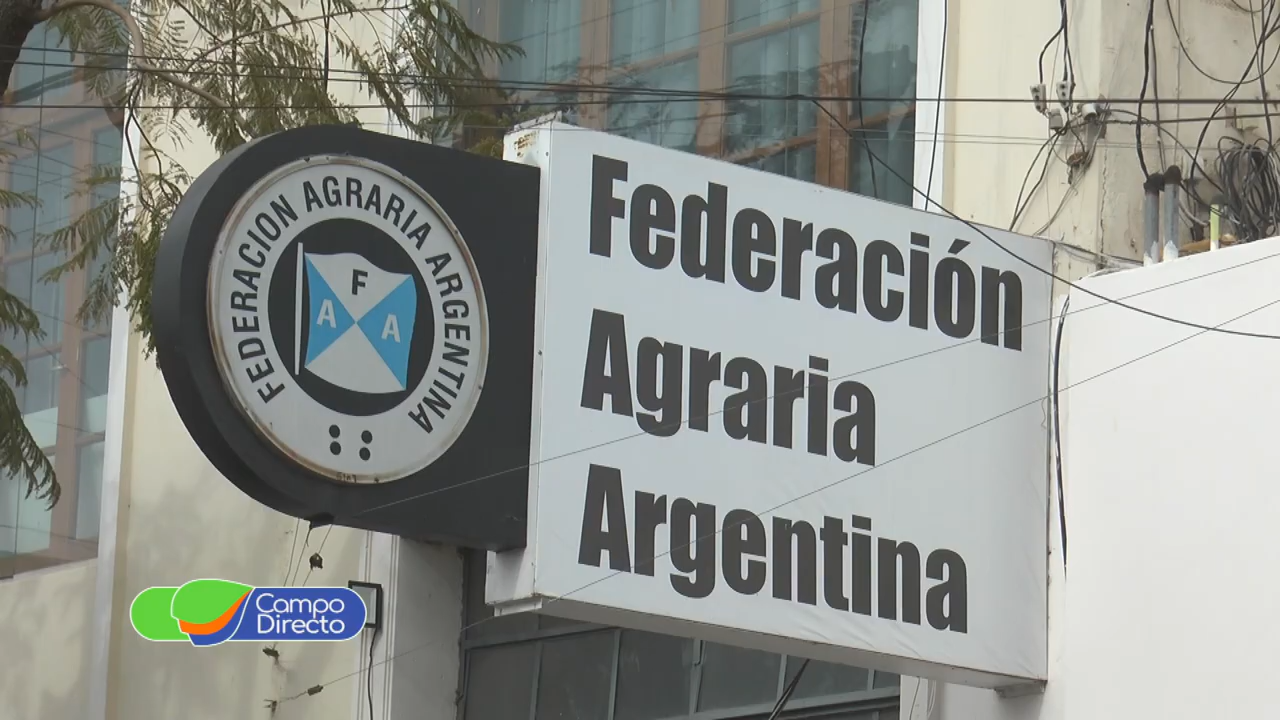 FEDERACION AGRARIA ARGENTINA
F
A A
Federación
Agraria
Argentina
Campo
Directo